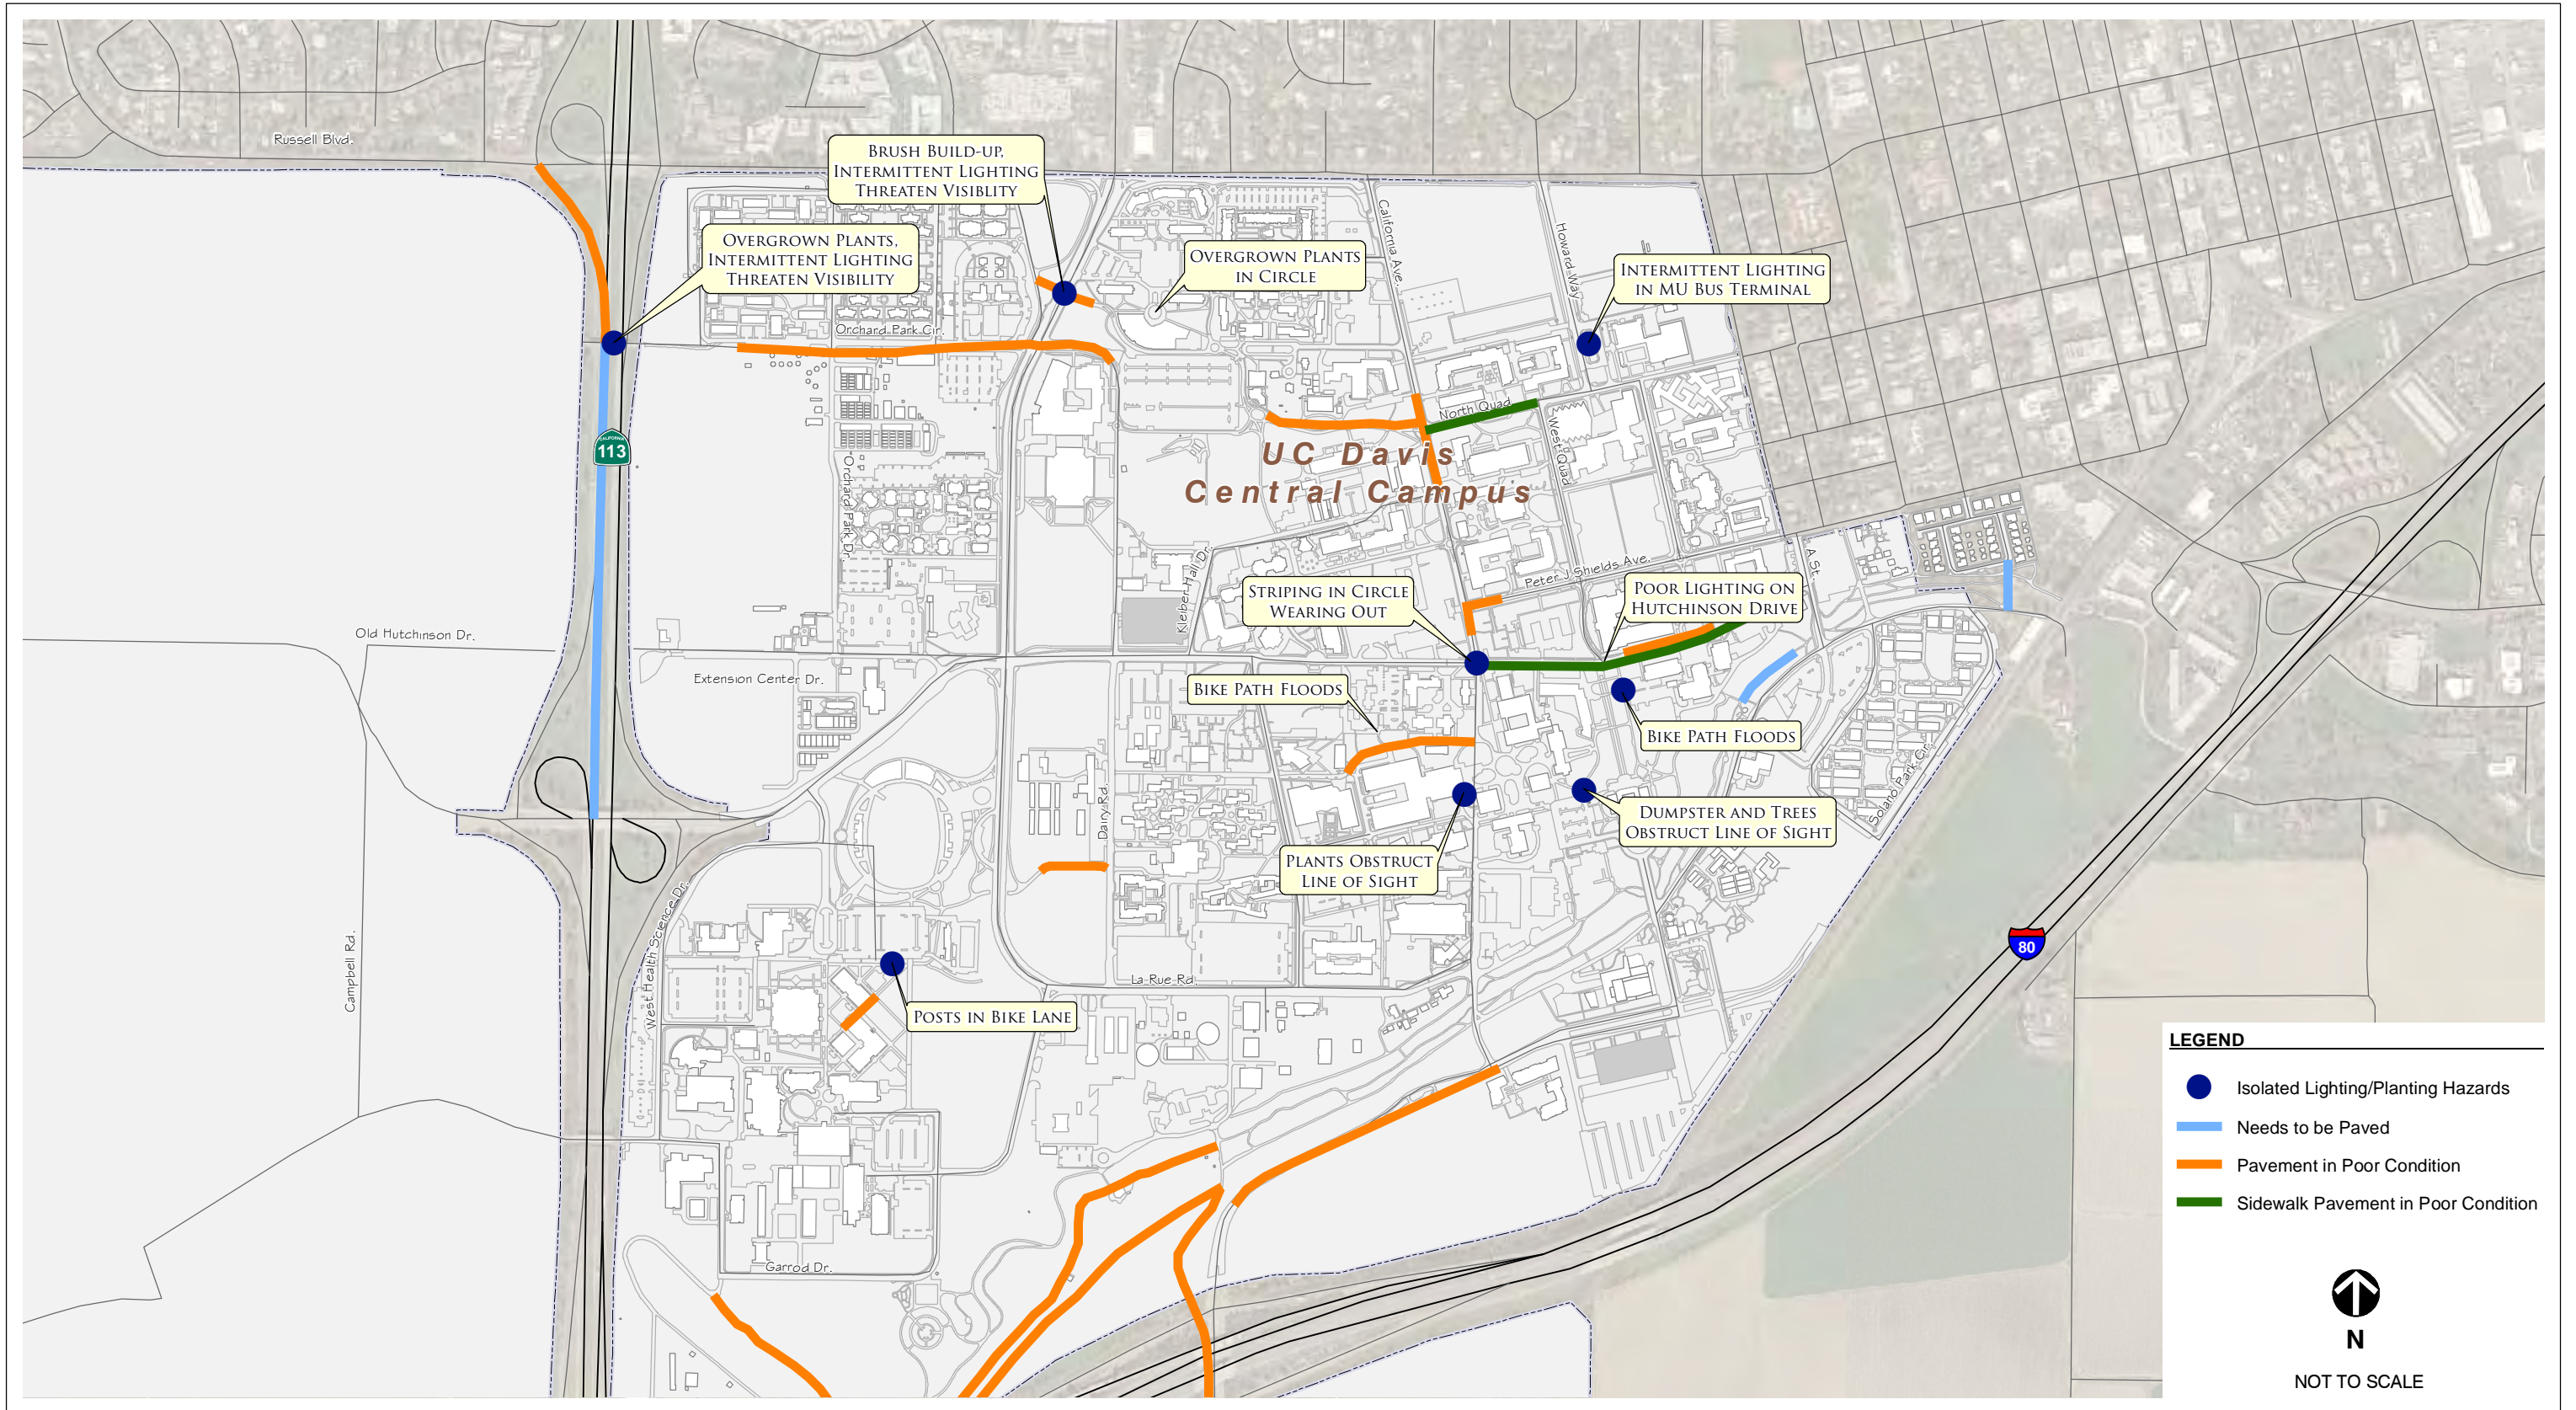 Russell Blvd.
BRUSH BUILD-UP,
INTERMITTENT LIGHTING
THREATEN VISIBLITY
OVERGROWN PLANTS,
INTERMITTENT LIGHTING
THREATEN VISIBILITY
OVERGROWN PLANTS
IN CIRCLE
California Ave.
Howard Way
INTERMITTENT LIGHTING
IN MU BUS TERMINAL
Orchard Park Cir.
North Quad
West Quad
CALIFORNIA
113
UC Davis
Central Campus
Orchard Park Dr.
Kleiber Hall Dr.
Peter J Shields Ave.
A St.
STRIPING IN CIRCLE
WEARING OUT
POOR LIGHTING ON
HUTCHINSON DRIVE
Old Hutchinson Dr.
Extension Center Dr.
BIKE PATH FLOODS
BIKE PATH FLOODS
Dairy Rd.
Solano Park Cir.
DUMPSTER AND TREES
OBSTRUCT LINE OF SIGHT
PLANTS OBSTRUCT
LINE OF SIGHT
West Health Science Dr.
Campbell Rd.
La Rue Rd.
80
POSTS IN BIKE LANE
Garrod Dr.
LEGEND
Isolated Lighting/Planting Hazards
Needs to be Paved
Pavement in Poor Condition
Sidewalk Pavement in Poor Condition
N
NOT TO SCALE